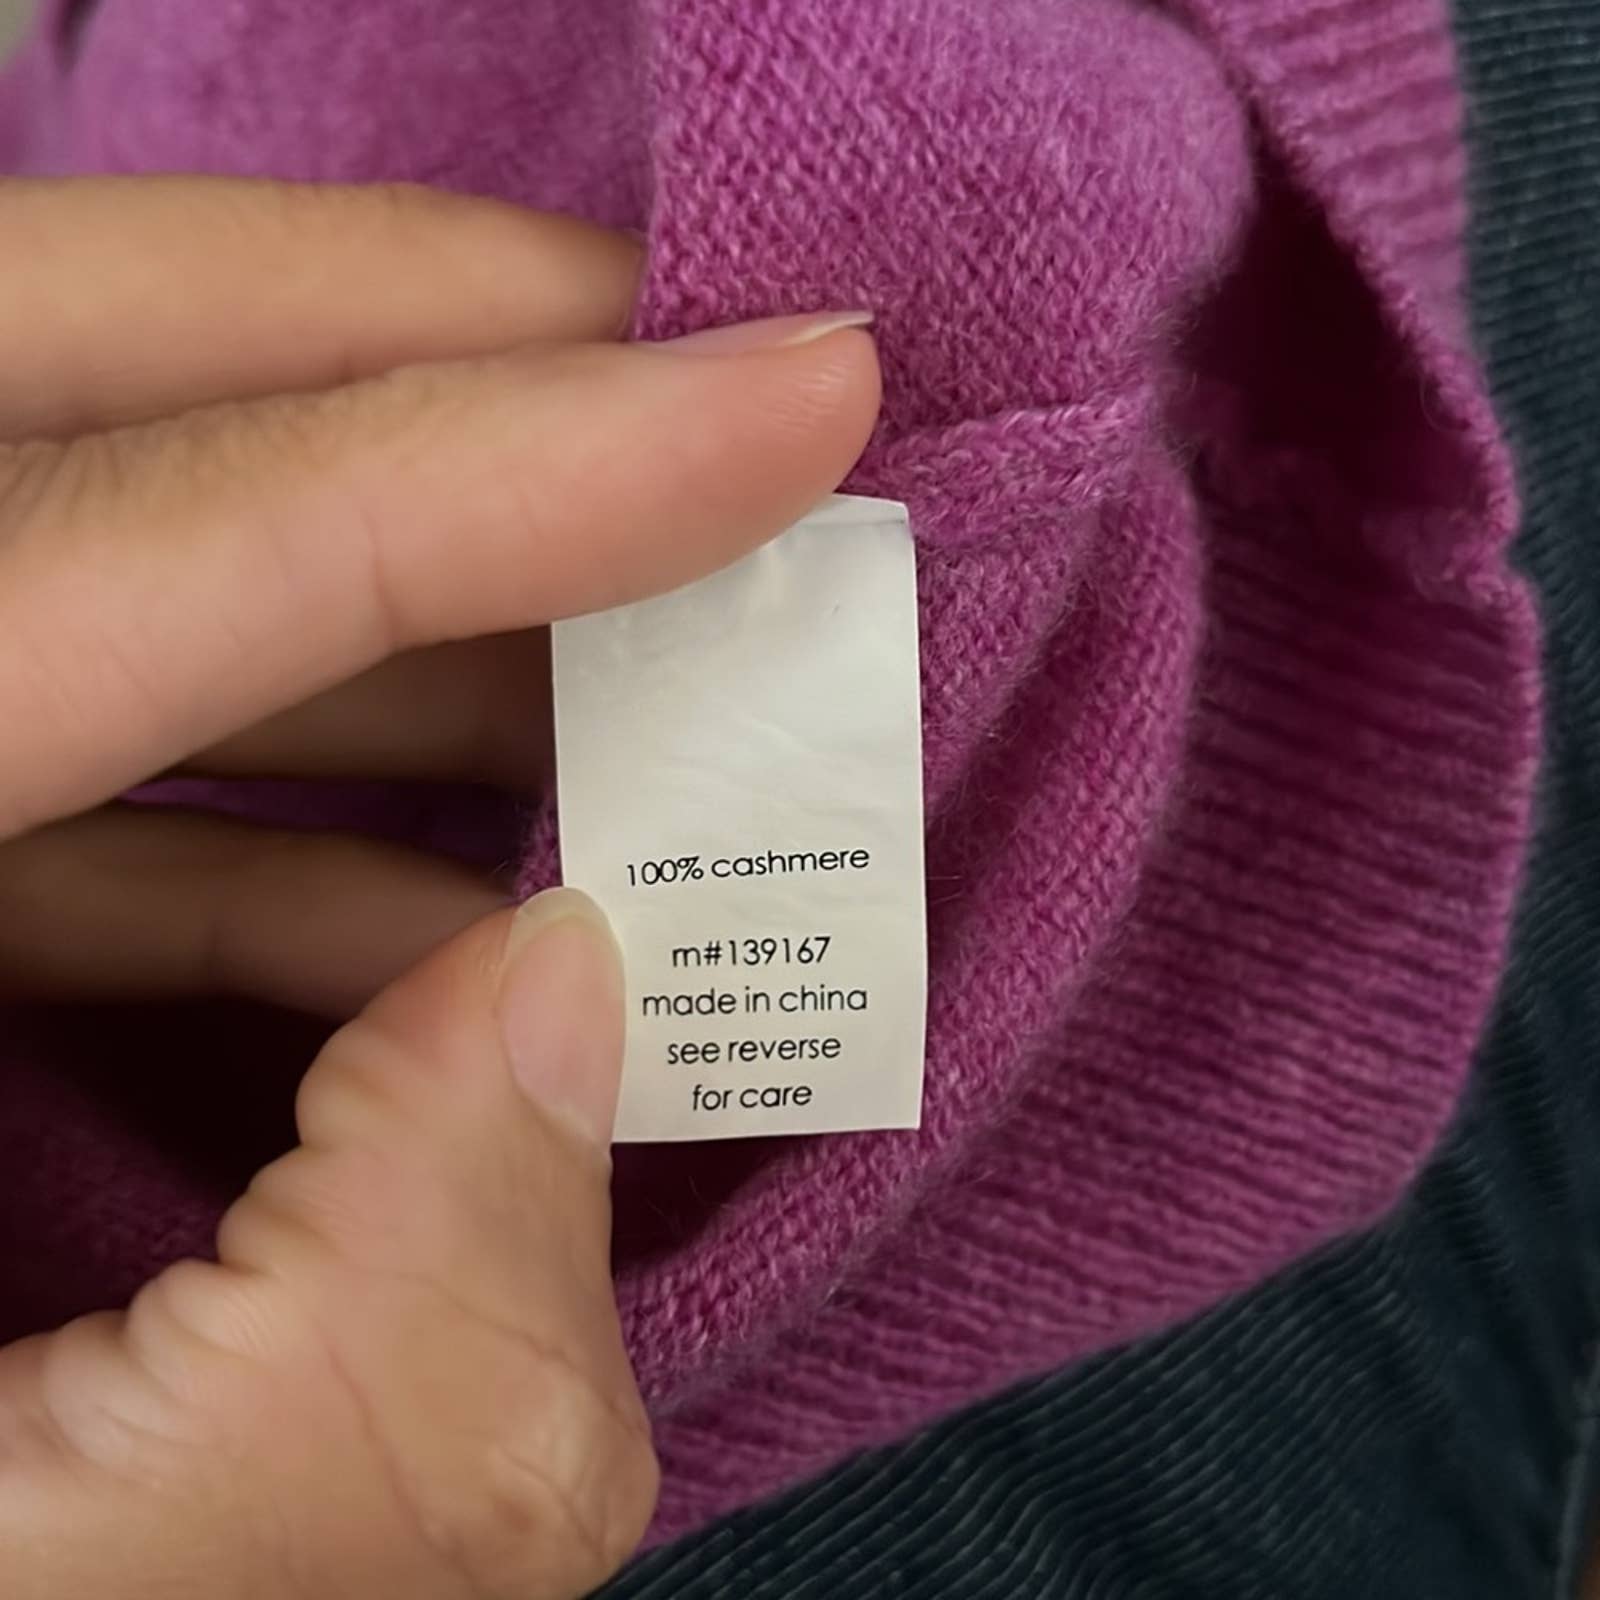 100% cashmere
m#139167
made in china
see reverse
for care